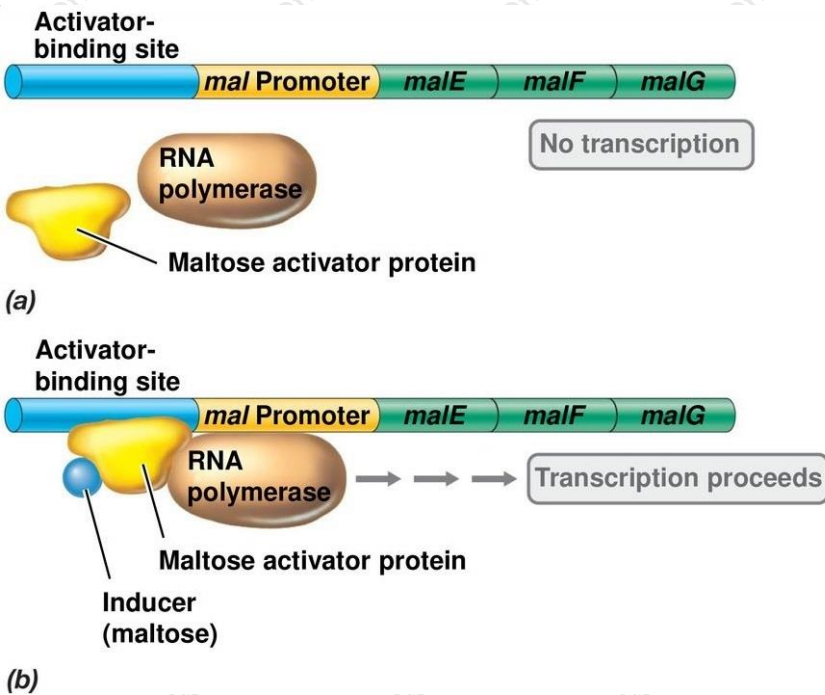 Activator-
binding site
mal Promoter malE malF malG
No transcription
RNA
polymerase
Maltose activator protein
(a)
Activator-
binding site
mal Promoter malE malF malG
RNA
polymerase
Transcription proceeds
Maltose activator protein
Inducer
(maltose)
(b)